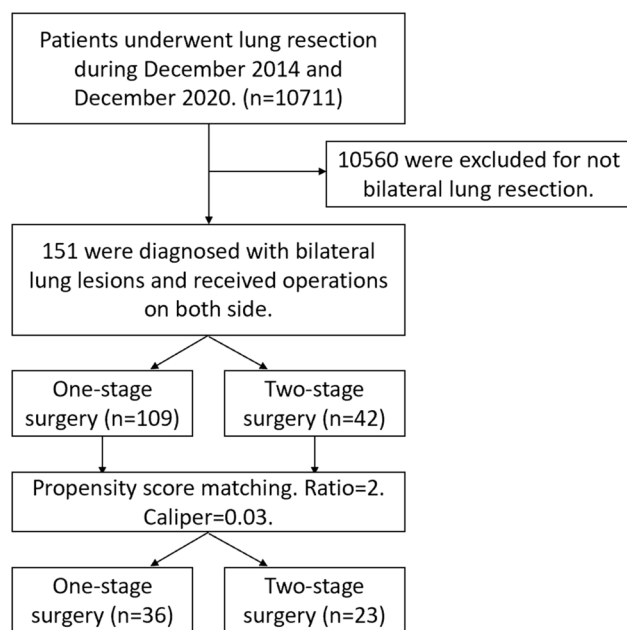 Patients underwent lung resection
during December 2014 and
December 2020. (n=10711)
10560 were excluded for not
bilateral lung resection.
151 were diagnosed with bilateral
lung lesions and received operations
on both side.
One-stage
surgery (n=109)
Two-stage
surgery (n=42)
Propensity score matching. Ratio=2.
Caliper=0.03.
One-stage
surgery (n=36)
Two-stage
surgery (n=23)